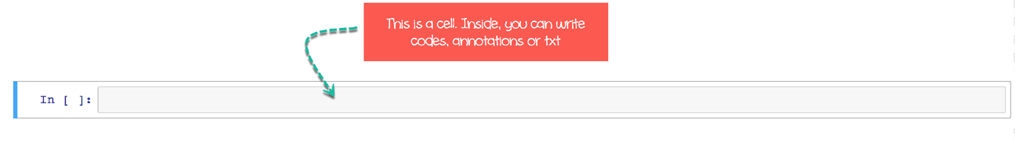 This is a cell. Inside, you can write
codes, annotations or txt
In [ ]: